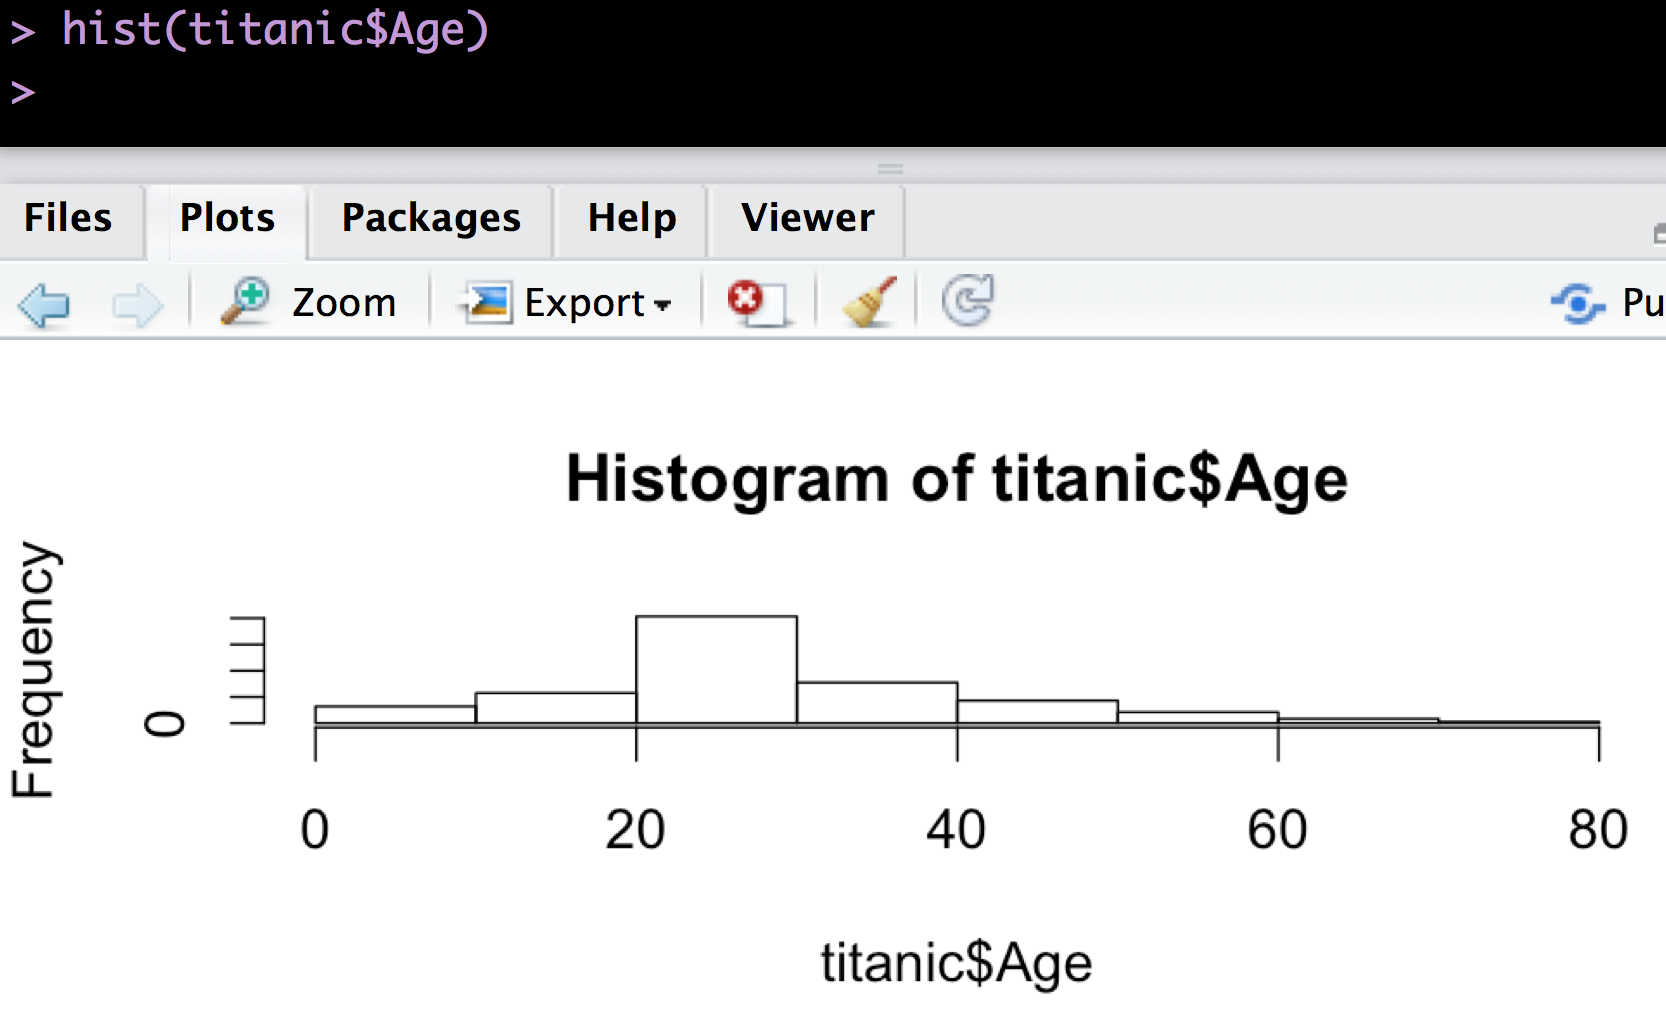 > hist(titanic$Age)
>
Files Plots Packages Help Viewer
Zoom Export
Histogram of titanic$Age
Frequency
0
0 20 40 60 80
titanic$Age